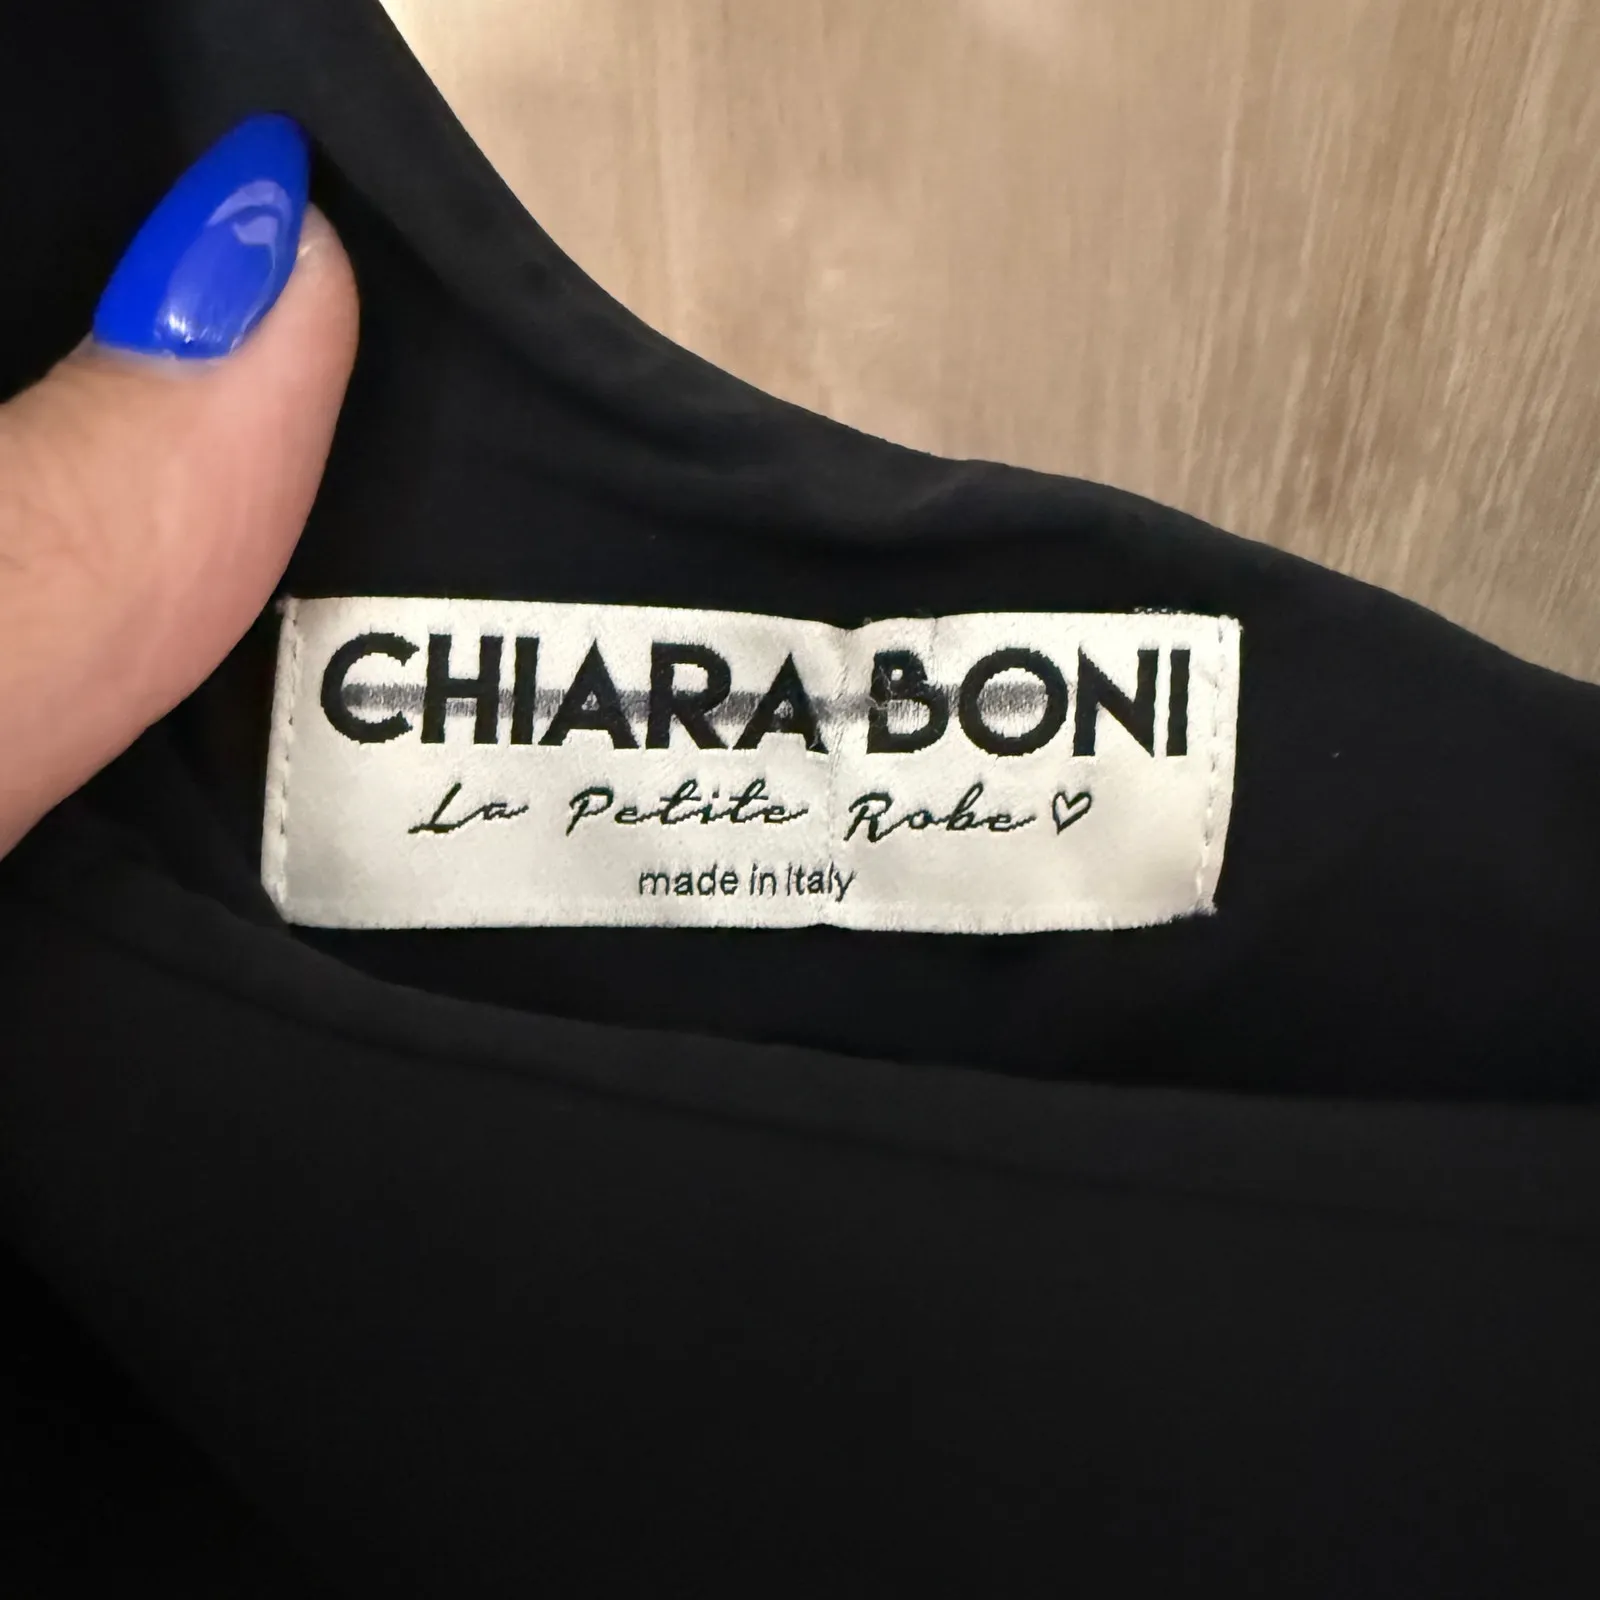 CHIARA BONI
La Petite Robe♡
made in Italy